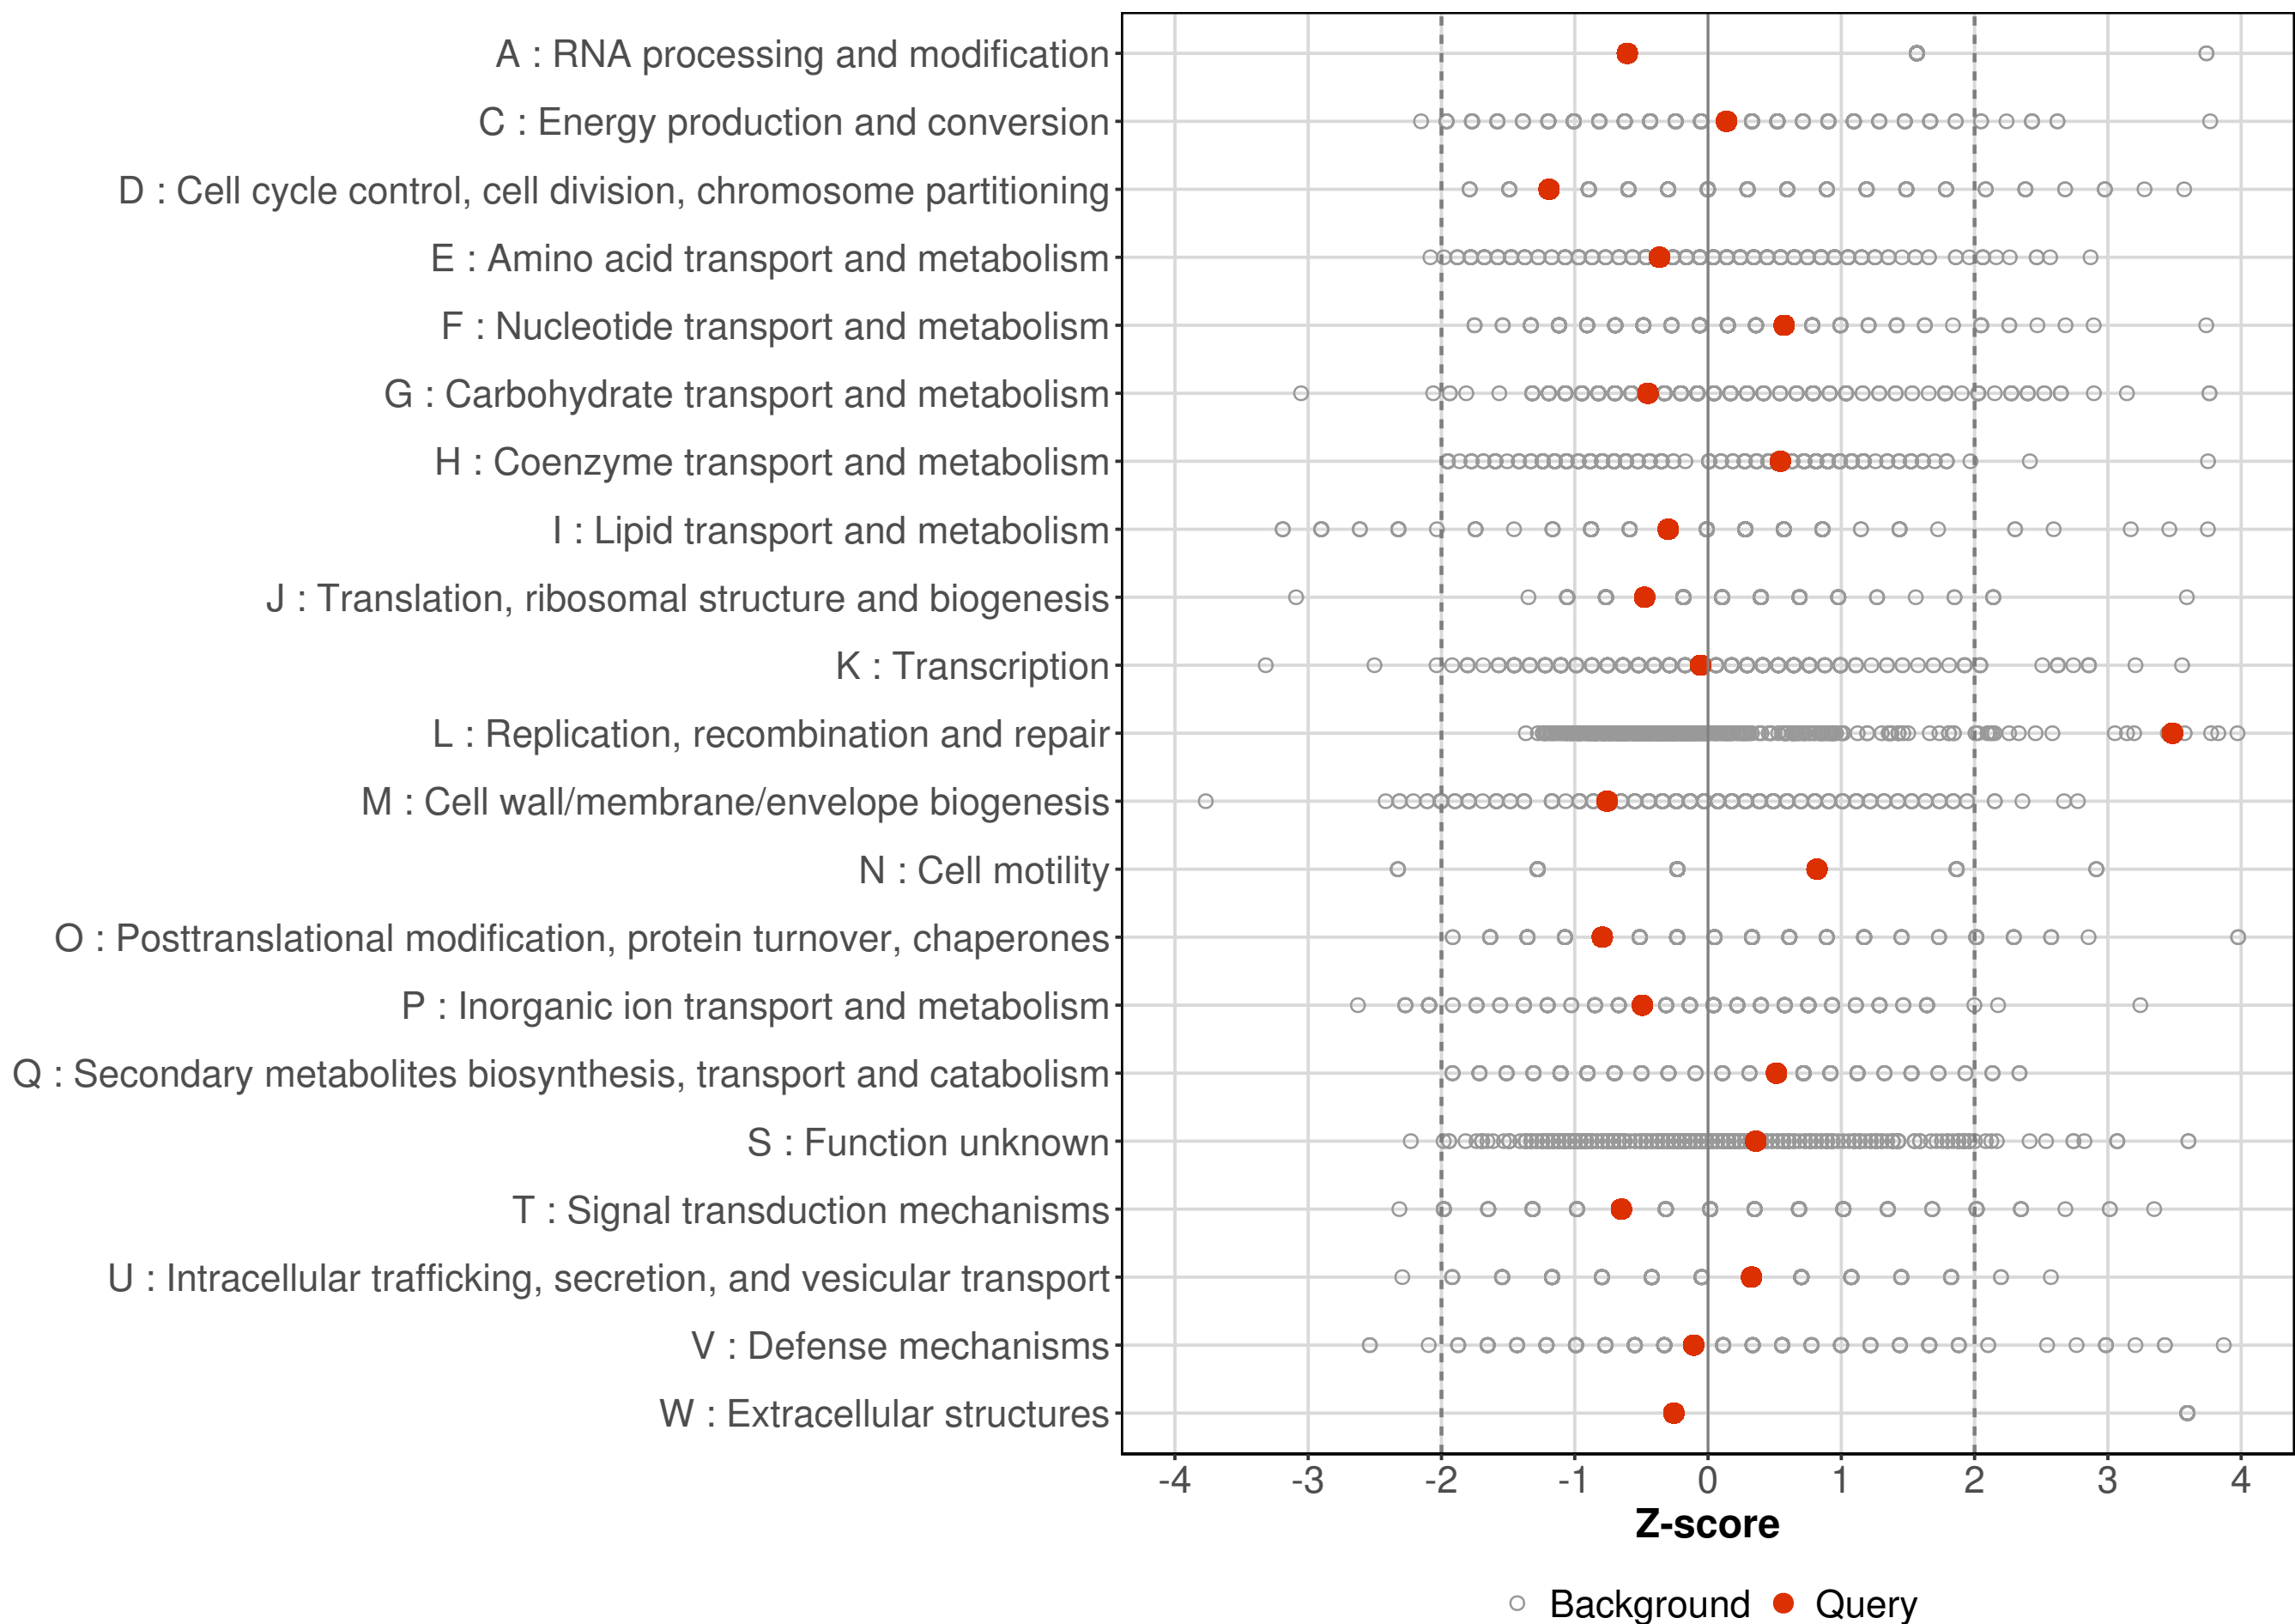 A : RNA processing and modification
C : Energy production and conversion
D : Cell cycle control, cell division, chromosome partitioning
E : Amino acid transport and metabolism
F : Nucleotide transport and metabolism
G : Carbohydrate transport and metabolism
H : Coenzyme transport and metabolism
I : Lipid transport and metabolism
J : Translation, ribosomal structure and biogenesis
K : Transcription
L : Replication, recombination and repair
M : Cell wall/membrane/envelope biogenesis
N : Cell motility
O : Posttranslational modification, protein turnover, chaperones
P : Inorganic ion transport and metabolism
Q : Secondary metabolites biosynthesis, transport and catabolism
S : Function unknown
T : Signal transduction mechanisms
U : Intracellular trafficking, secretion, and vesicular transport
V : Defense mechanisms
W : Extracellular structures
-4 -3 -2 -1 0 1 2 3 4
Z-score
Background Query